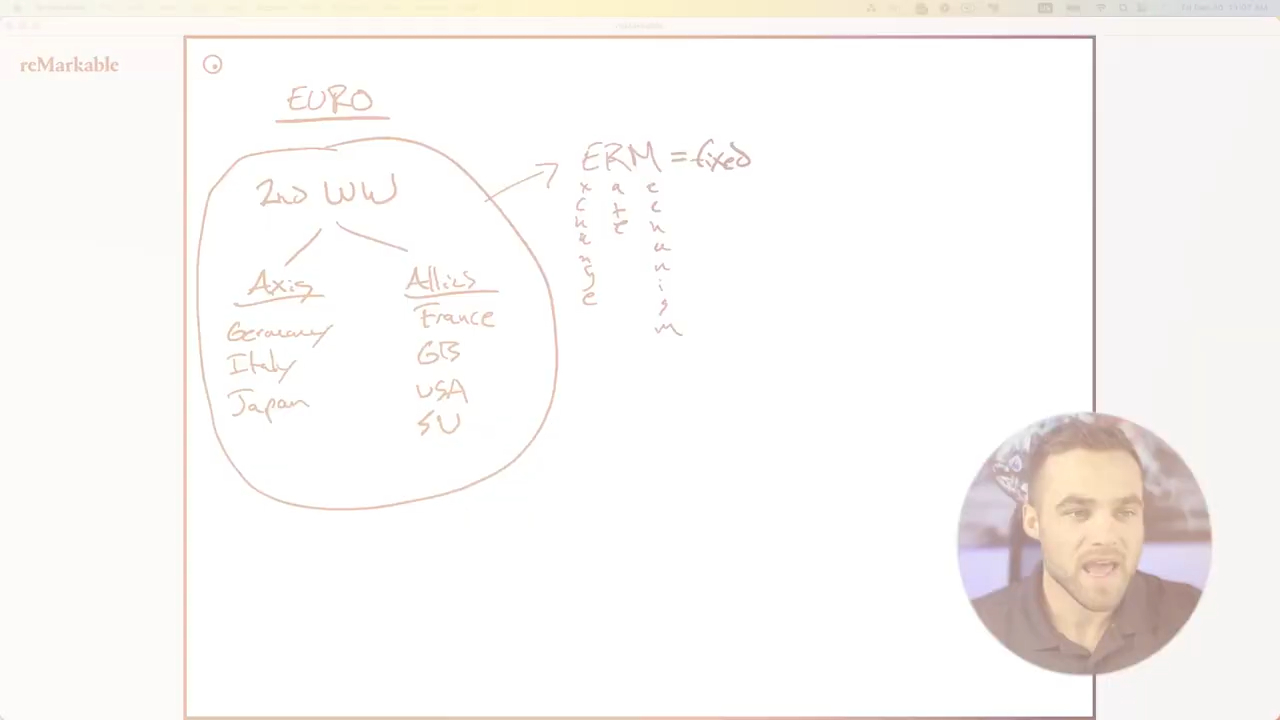 reMarkable
EURO
2nd WW
Axis
Germany
Italy
Japan
Allies
France
GB
USA
SU
ERM = fixed
x
c
h
a
n
g
e
a
t
e
e
c
h
a
n
i
s
m